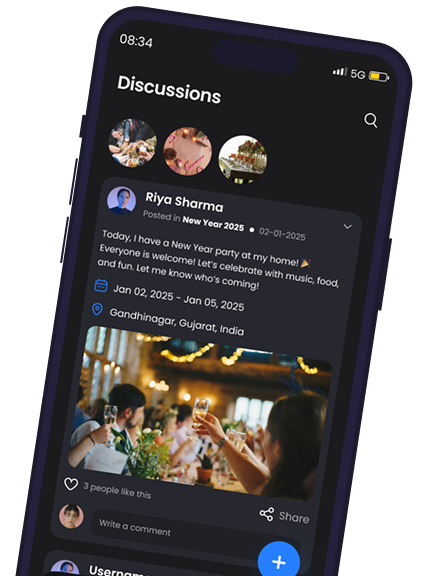 08:34
5G
Discussions
Riya Sharma
Posted in New Year 2025 • 02-01-2025
Today, I have a New Year party at my home! 🎉
Everyone is welcome! Let's celebrate with music, food,
and fun. Let me know who's coming!
Jan 02, 2025 - Jan 05, 2025
Gandhinagar, Gujarat, India
3 people like this
Share
Write a comment
+